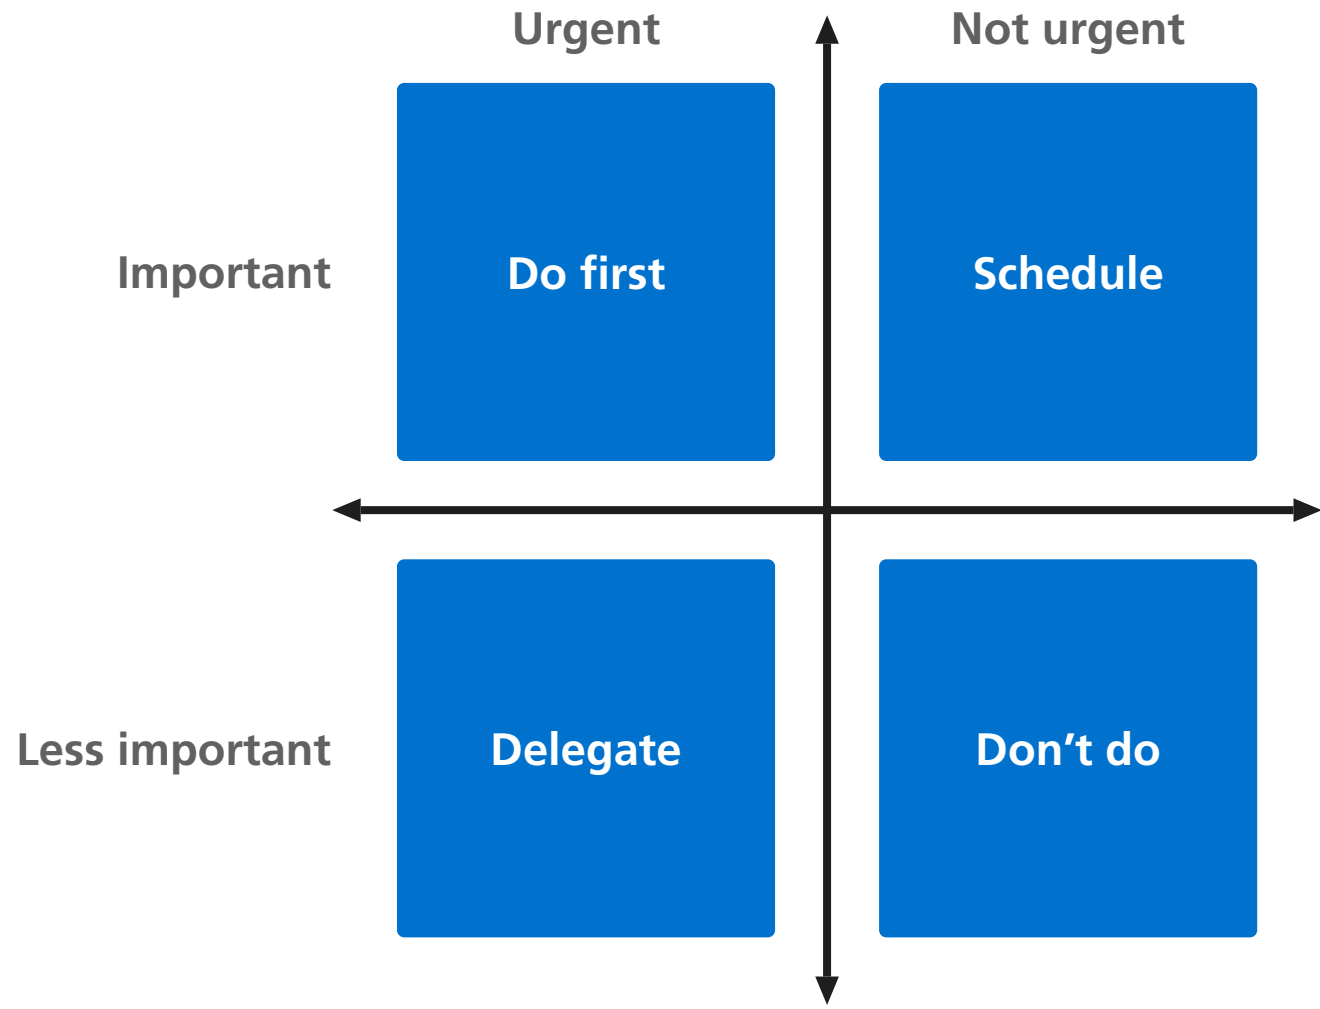 Urgent
Not urgent
Important
Do first
Schedule
Less important
Delegate
Don’t do